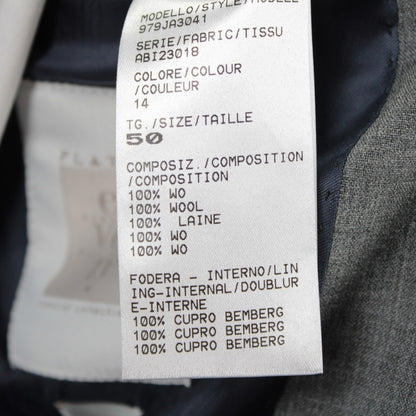 MODELLO/STYLE/MODELE
979JA3041
SERIE/FABRIC/TISSU
ABI23018
COLORE/COLOUR
/COULEUR
14
TG./SIZE/TAILLE
50
COMPOSIZ./COMPOSITION
/COMPOSITION
100% WO
100% WOOL
100% LAINE
100% WO
100% WO
FODERA - INTERNO/LIN
ING-INTERNAL/DOUBLUR
E-INTERNE
100% CUPRO BEMBERG
100% CUPRO BEMBERG
100% CUPRO BEMBERG